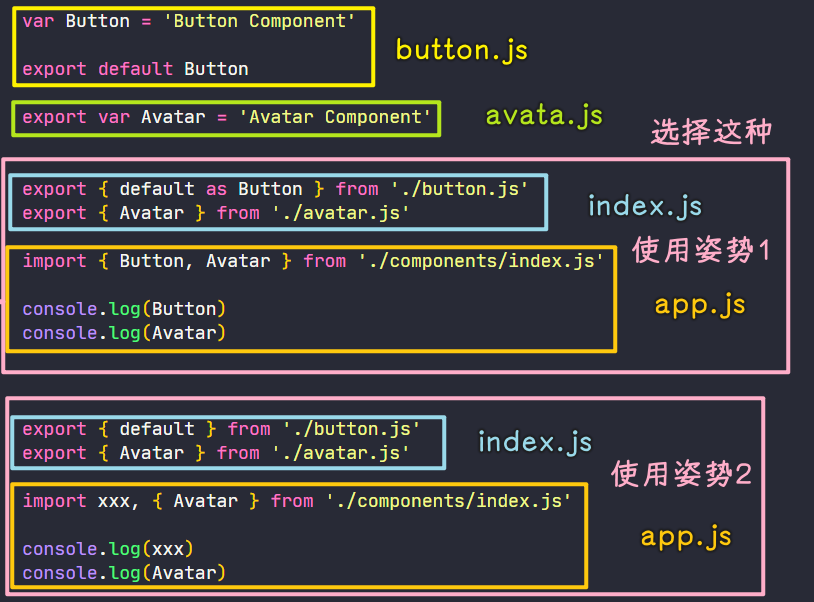 var Button = 'Button Component'
export default Button
button.js
export var Avatar = 'Avatar Component'
avata.js
选择这种
export { default as Button } from './button.js'
export { Avatar } from './avatar.js'
index.js
使用姿势1
import { Button, Avatar } from './components/index.js'
console.log(Button)
console.log(Avatar)
app.js
export { default } from './button.js'
export { Avatar } from './avatar.js'
index.js
使用姿势2
import xxx, { Avatar } from './components/index.js'
console.log(xxx)
console.log(Avatar)
app.js